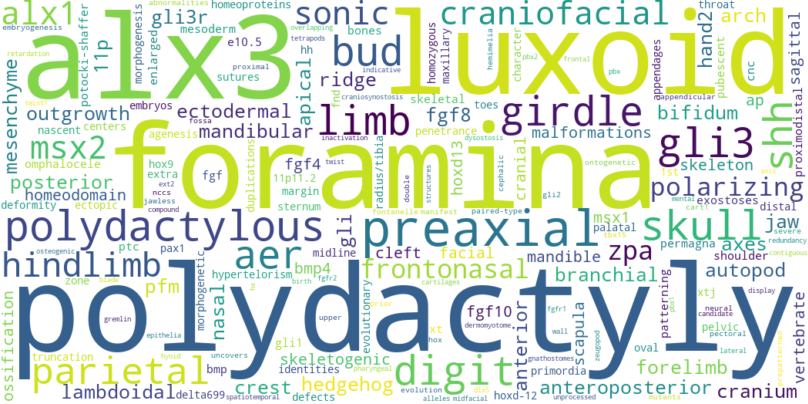 alx1
embryogenesis
alx3
gli3r
homeoproteins
abnormalities
mesoderm
enlarged
morphogenesis
potocki-shaffer
11p
e10.5
sutures
bones
overlapping
tetrapods
hh
proximal
indicative
sonic
craniofacial
luxoid
throat
arch
hand2
pubescent
sagittal
cnc
ap
appendages
appendicular
proximodistal
character
frontal
pbx
pbx2
hemimelia
homozygous
maxillary
bud
ridge
apical
craniosynostosis
retardation
mesenchyme
outgrowth
nascent
centers
embryos
ectodermal
mandibular
fossa
inactivation
limb
skeletal
fgf8
toes
penetrance
girdle
malformations
bifidum
gli3
shh
skeleton
1st
msx2
agenesis
omphalocele
hox9
extra
posterior
homeodomain
deformity
ectopic
foramina
duplications
fgf
fgf4
twist
11p11.2
margin
sternum
nccs
ext2
jawless
compound
radius/tibia
double
structures
dysostosis
cephalic
hoxd13
cranial
gli2
ontogenetic
polarizing
exostoses
distal
mental
cart1
polydactylous
gli
fontanelle
manifest
paired-type
preaxial
msx1
palatal
tbx15
skull
permagna
axes
jaw
severe
redundancy
contiguous
hindlimb
osteogenic
ptc
pax1
aer
hypertelorism
midline
bmp4
cleft
facial
mandible
zpa
branchial
shoulder
autopod
zone
pfm
nasal
morphogenetic
birth
fgfr2
frontonasal
cartilages
primordia
scapula
oval
xtj
patterning
pelvic
neural
candidate
display
vertebrate
ossification
gremlin
polydactyly
upper
evolutionary
prior
fgf10
dermomyotome
xt
hox
fgfr1
wall
anterior
zeugopod
pectoral
lateral
blade
epithelia
truncation
parietal
hyoid
uncovers
bmp
gli1
skeletogenic
identities
digit
gnathostomes
forelimb
lambdoidal
delta699
spatiotemporal
crest
defects
hedgehog
pharyngeal
evolution
alleles
midfacial
hoxd-12
dlx5
unprocessed
anteroposterior
mutants
cranium